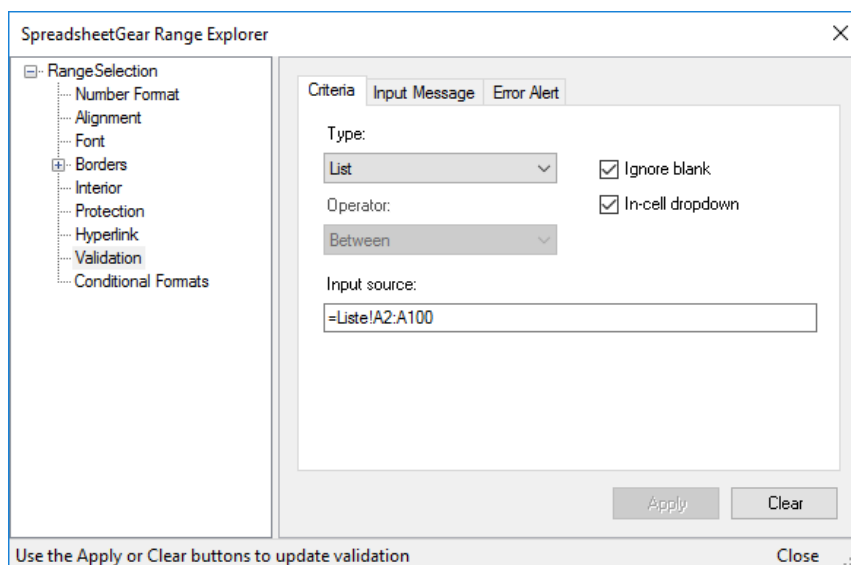 SpreadsheetGear Range Explorer
RangeSelection
Number Format
Alignment
Font
Borders
Interior
Protection
Hyperlink
Validation
Conditional Formats
Criteria Input Message Error Alert
Type:
List
Ignore blank
Operator:
In-cell dropdown
Between
Input source:
=Liste!A2:A100
Apply Clear
Use the Apply or Clear buttons to update validation Close